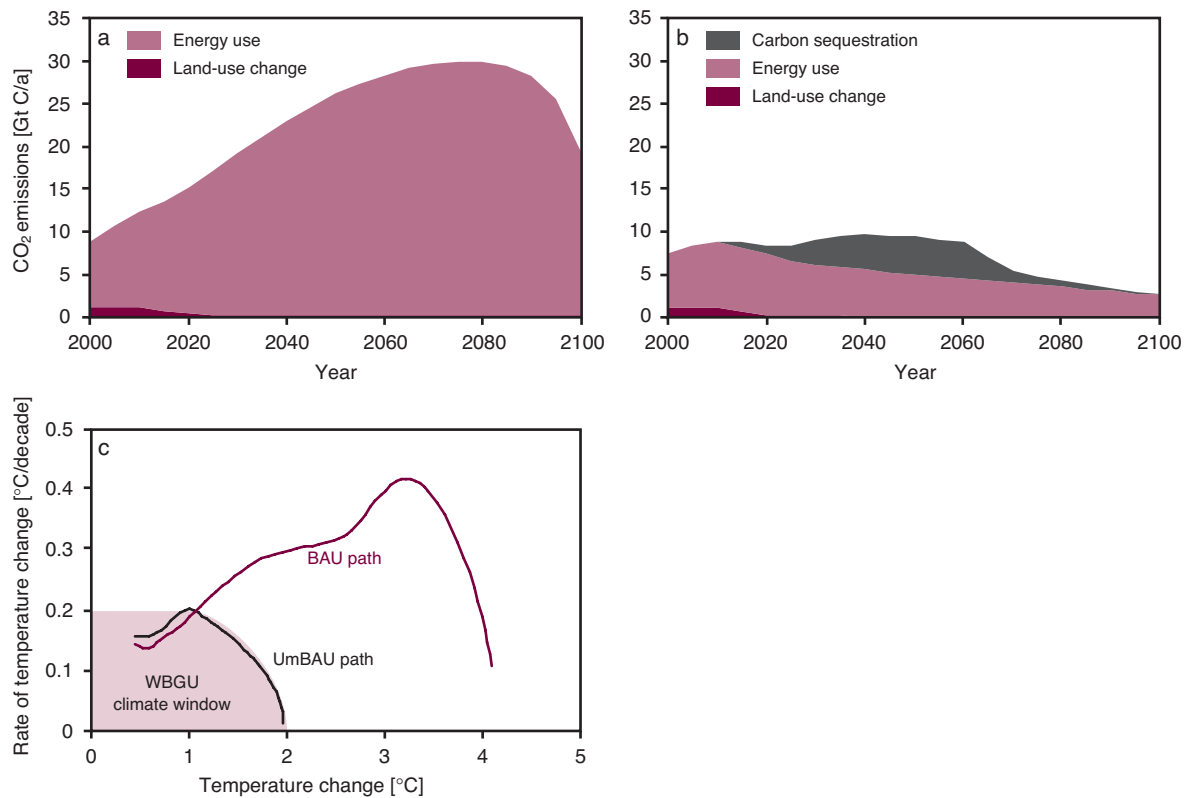 a
Energy use
Land-use change
CO₂ emissions [Gt C/a]
35
30
25
20
15
10
5
0
2000 2020 2040 2060 2080 2100
Year
b
Carbon sequestration
Energy use
Land-use change
35
30
25
20
15
10
5
0
2000 2020 2040 2060 2080 2100
Year
c
Rate of temperature change [°C/decade]
0.5
0.4
0.3
0.2
0.1
0
BAU path
UmBAU path
WBGU
climate window
0 1 2 3 4 5
Temperature change [°C]